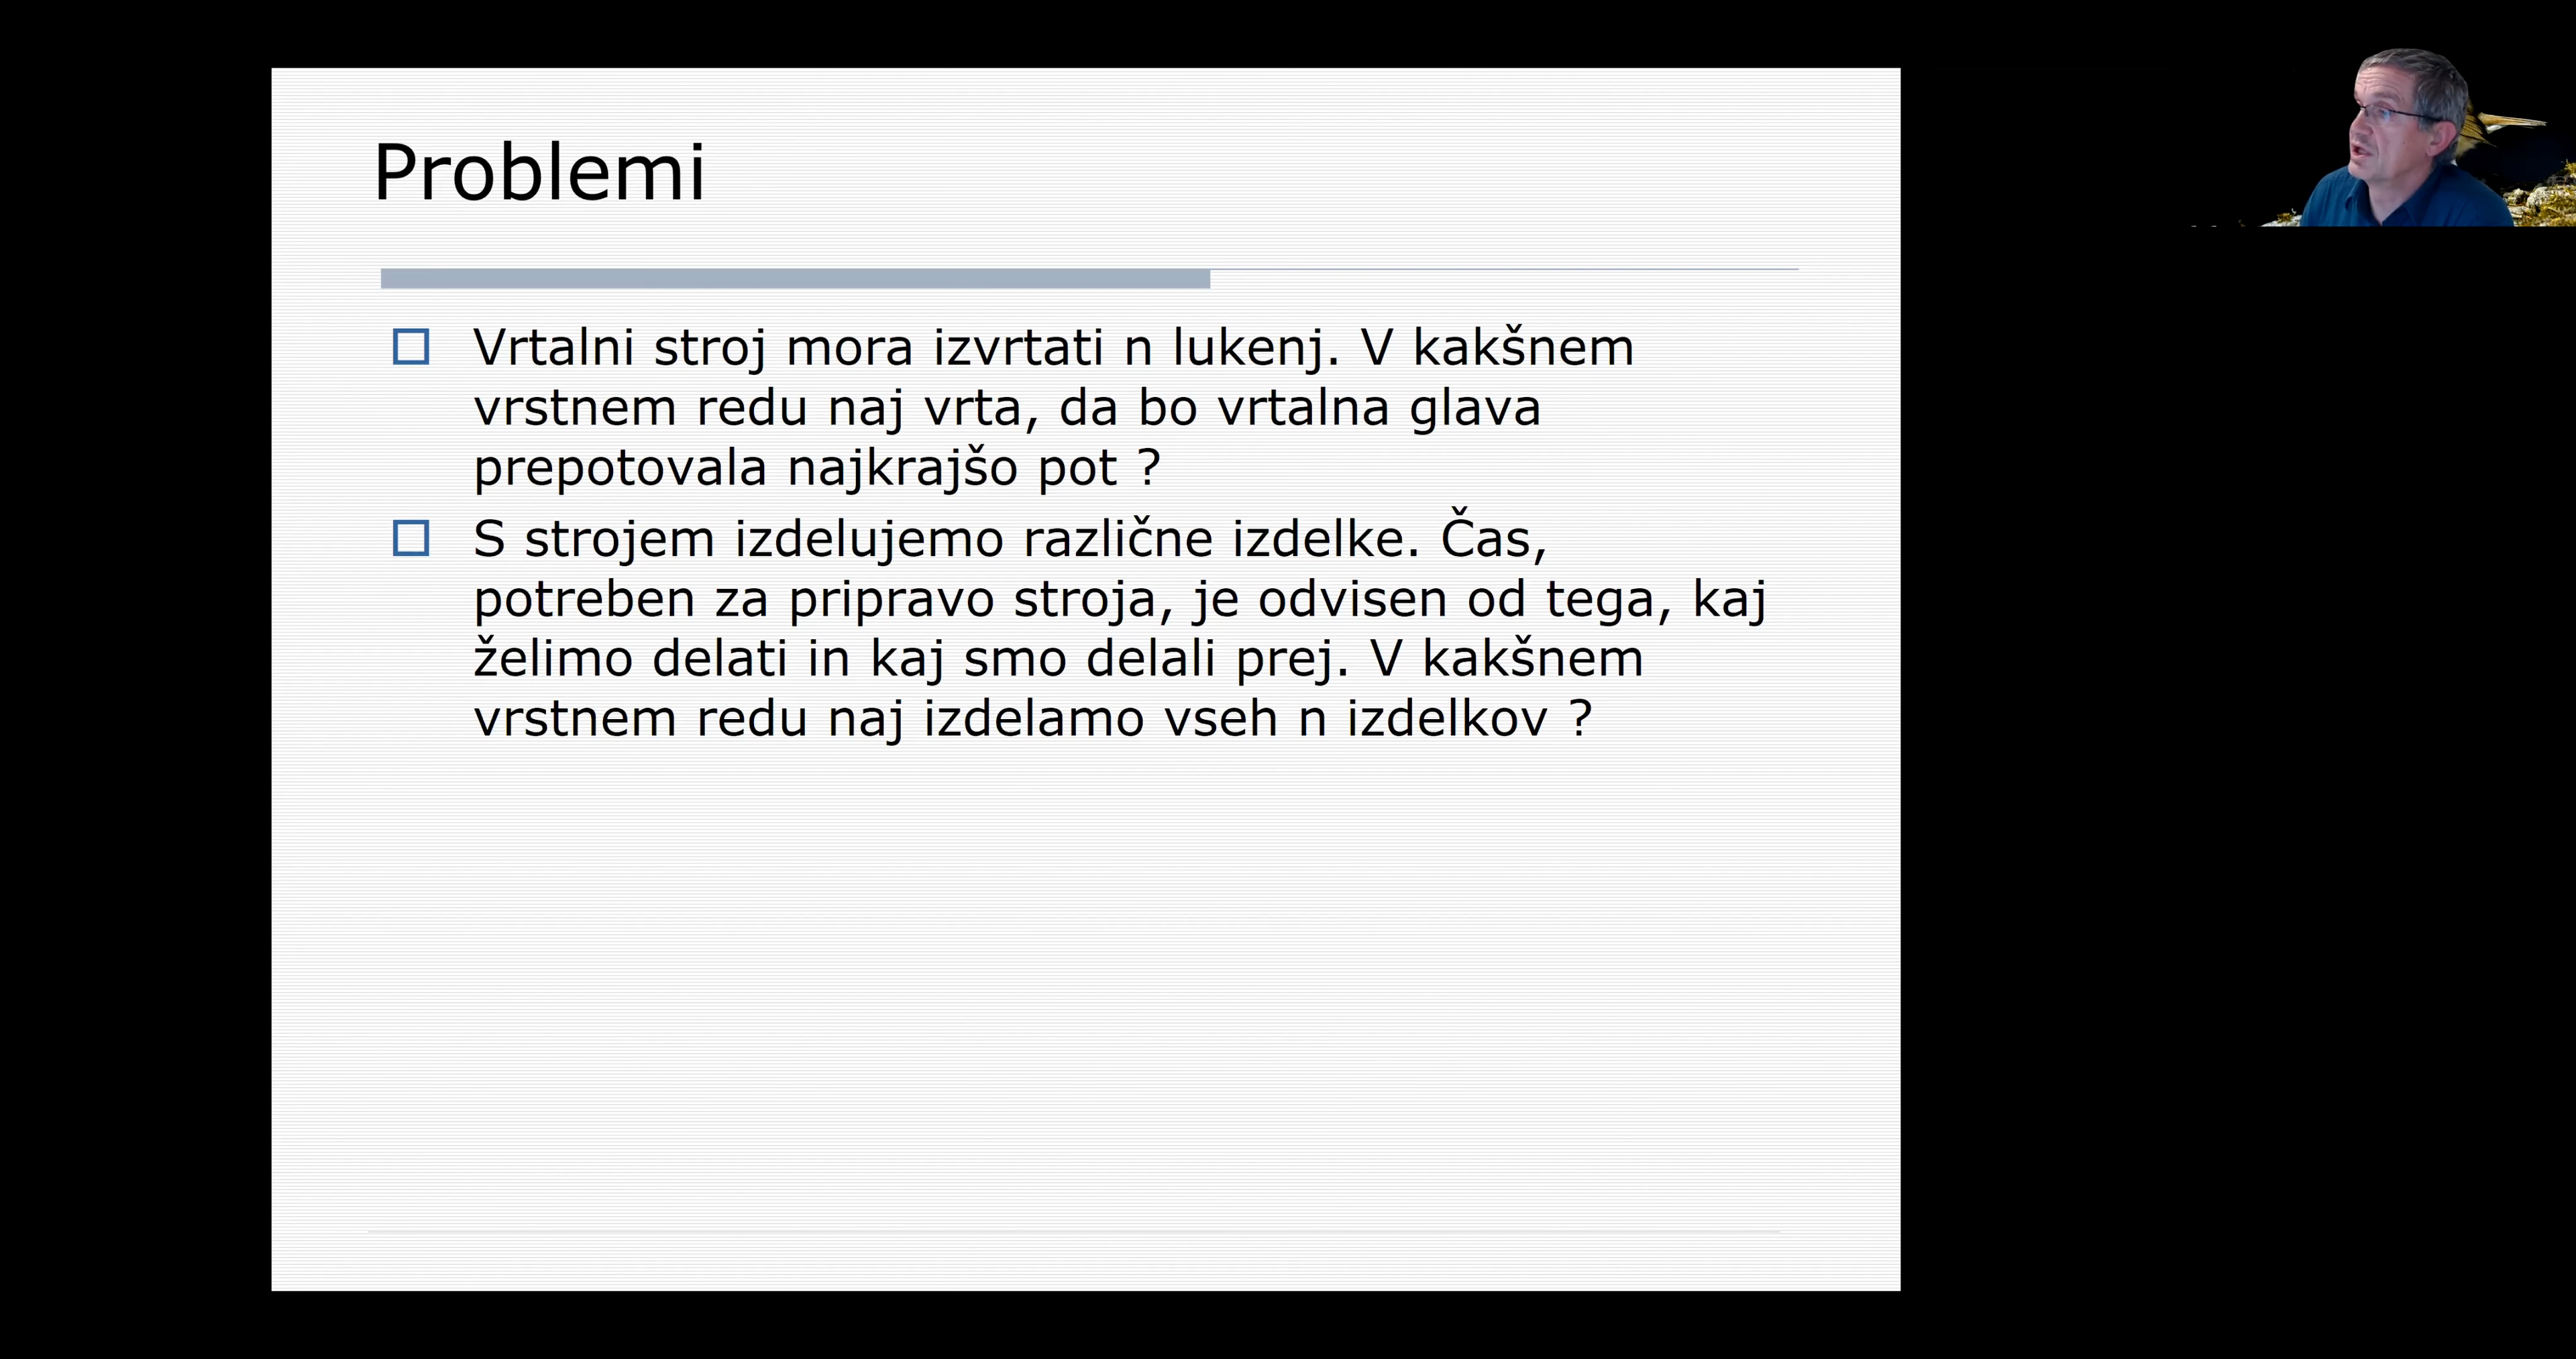 Problemi
Vrtalni stroj mora izvrtati n lukenj. V kakšnem
vrstnem redu naj vrta, da bo vrtalna glava
prepotovala najkrajšo pot ?
S strojem izdelujemo različne izdelke. Čas,
potreben za pripravo stroja, je odvisen od tega, kaj
želimo delati in kaj smo delali prej. V kakšnem
vrstnem redu naj izdelamo vseh n izdelkov ?